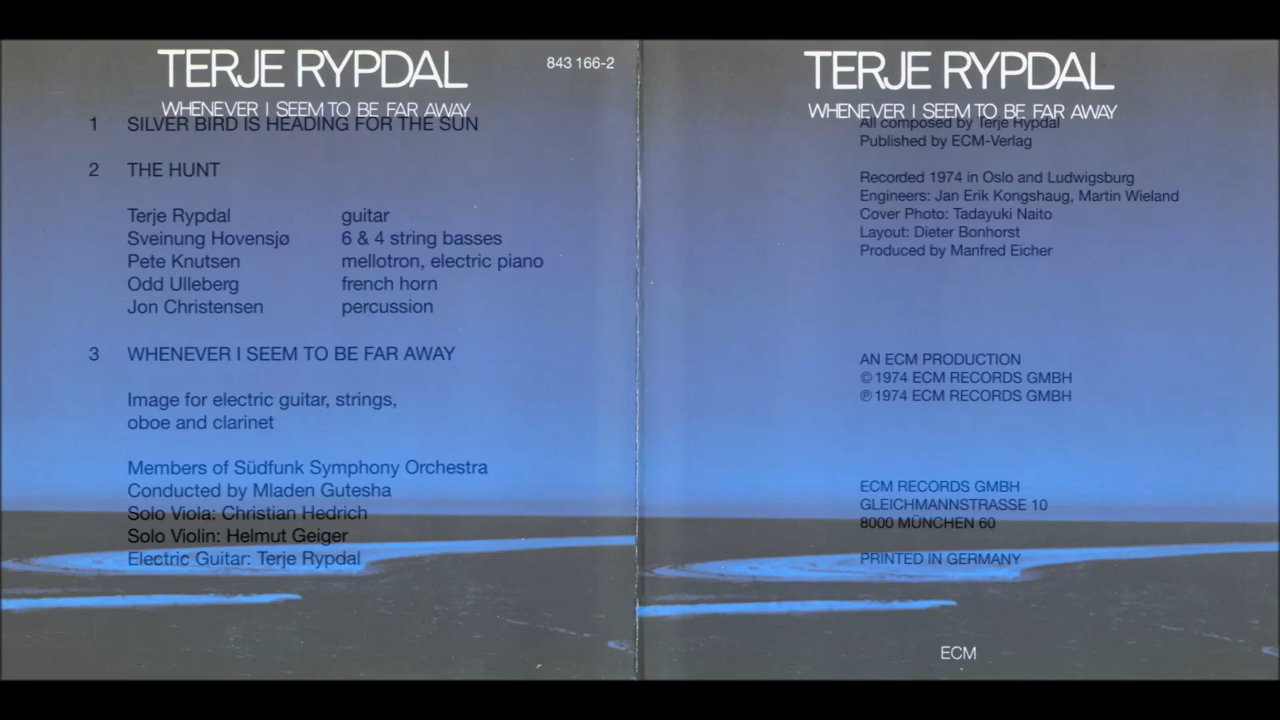 TERJE RYPDAL
843 166-2
WHENEVER I SEEM TO BE FAR AWAY
1 SILVER BIRD IS HEADING FOR THE SUN
2 THE HUNT
Terje Rypdal guitar
Sveinung Hovensjø 6 & 4 string basses
Pete Knutsen mellotron, electric piano
Odd Ulleberg french horn
Jon Christensen percussion
3 WHENEVER I SEEM TO BE FAR AWAY
Image for electric guitar, strings,
oboe and clarinet
Members of Südfunk Symphony Orchestra
Conducted by Mladen Gutesha
Solo Viola: Christian Hedrich
Solo Violin: Helmut Geiger
Electric Guitar: Terje Rypdal
TERJE RYPDAL
WHENEVER I SEEM TO BE FAR AWAY
All composed by Terje Rypdal
Published by ECM-Verlag
Recorded 1974 in Oslo and Ludwigsburg
Engineers: Jan Erik Kongshaug, Martin Wieland
Cover Photo: Tadayuki Naito
Layout: Dieter Bonhorst
Produced by Manfred Eicher
AN ECM PRODUCTION
© 1974 ECM RECORDS GMBH
℗ 1974 ECM RECORDS GMBH
ECM RECORDS GMBH
GLEICHMANNSTRASSE 10
8000 MÜNCHEN 60
PRINTED IN GERMANY
ECM